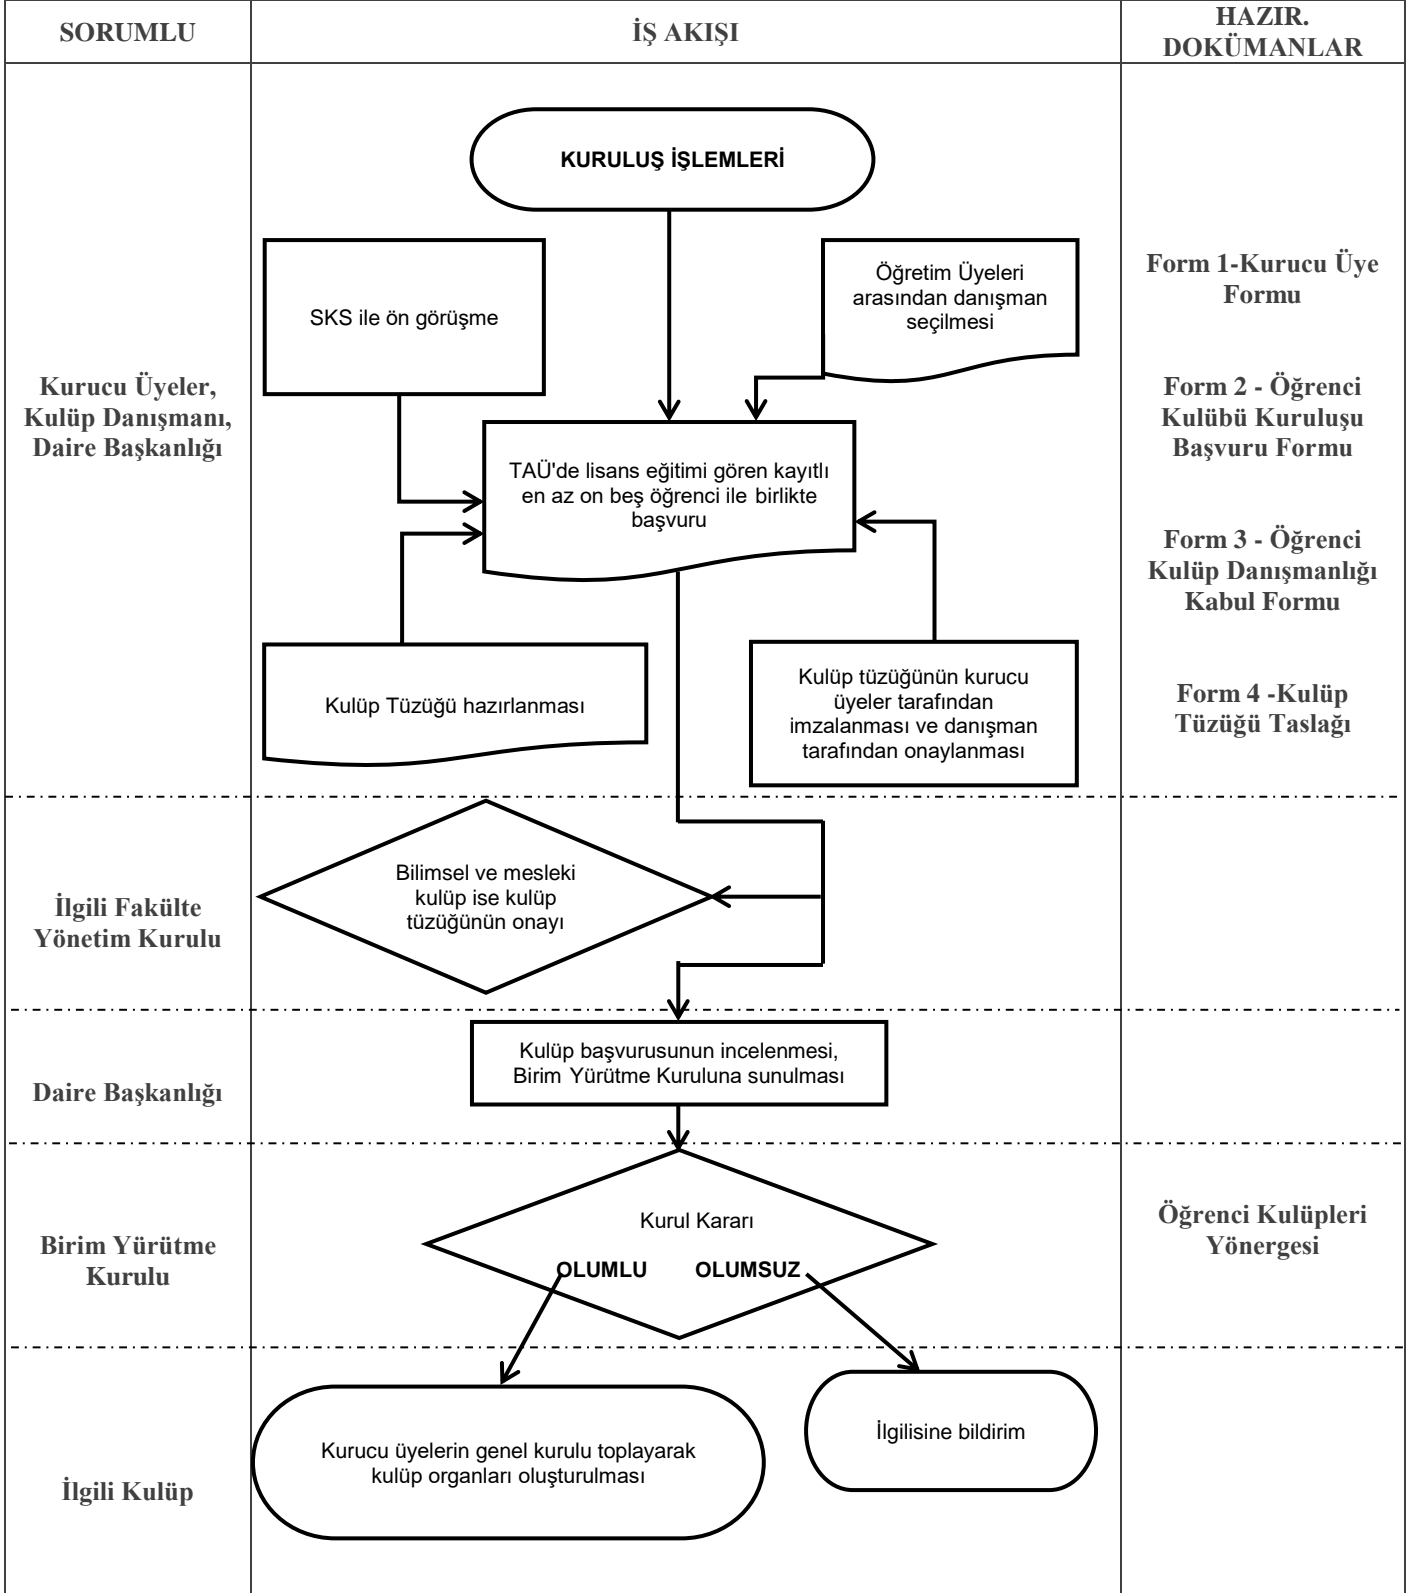 SORUMLU
İŞ AKIŞI
HAZIR.
DOKÜMANLAR
KURULUŞ İŞLEMLERİ
SKS ile ön görüşme
Öğretim Üyeleri
arasından danışman
seçilmesi
Kurucu Üyeler,
Kulüp Danışmanı,
Daire Başkanlığı
TAÜ'de lisans eğitimi gören kayıtlı
en az on beş öğrenci ile birlikte
başvuru
Kulüp Tüzüğü hazırlanması
Kulüp tüzüğünün kurucu
üyeler tarafından
imzalanması ve danışman
tarafından onaylanması
Form 1-Kurucu Üye
Formu
Form 2 - Öğrenci
Kulübü Kuruluşu
Başvuru Formu
Form 3 - Öğrenci
Kulüp Danışmanlığı
Kabul Formu
Form 4 -Kulüp
Tüzüğü Taslağı
İlgili Fakülte
Yönetim Kurulu
Bilimsel ve mesleki
kulüp ise kulüp
tüzüğünün onayı
Daire Başkanlığı
Kulüp başvurusunun incelenmesi,
Birim Yürütme Kuruluna sunulması
Birim Yürütme
Kurulu
Kurul Kararı
OLUMLU OLUMSUZ
Öğrenci Kulüpleri
Yönergesi
İlgili Kulüp
Kurucu üyelerin genel kurulu toplayarak
kulüp organları oluşturulması
İlgilisine bildirim